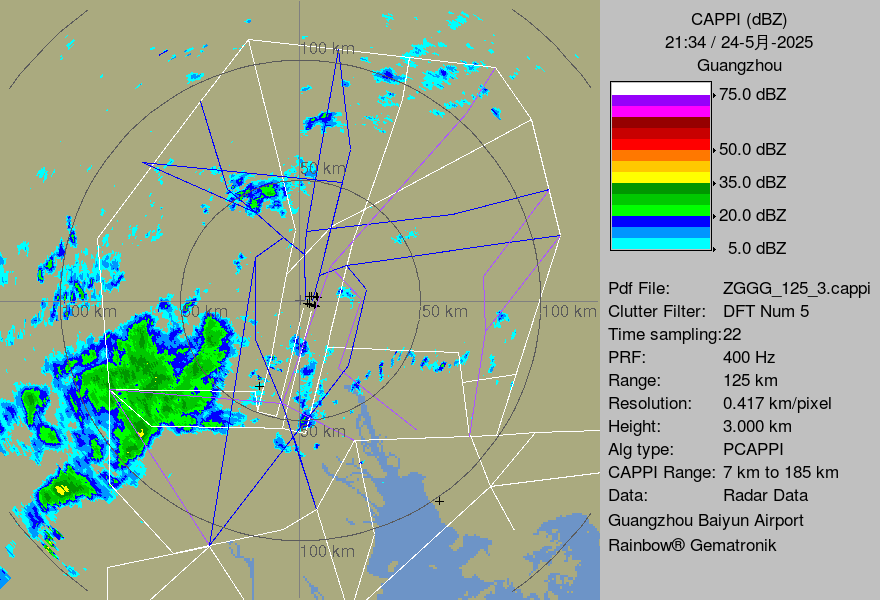 CAPPI (dBZ)
21:34 / 24-5月-2025
Guangzhou
75.0 dBZ
50.0 dBZ
35.0 dBZ
20.0 dBZ
5.0 dBZ
Pdf File: ZGGG_125_3.cappi
Clutter Filter: DFT Num 5
Time sampling:22
PRF: 400 Hz
Range: 125 km
Resolution: 0.417 km/pixel
Height: 3.000 km
Alg type: PCAPPI
CAPPI Range: 7 km to 185 km
Data: Radar Data
Guangzhou Baiyun Airport
Rainbow® Gematronik
100 km
50 km
100 km
50 km
50 km
100 km
50 km
100 km